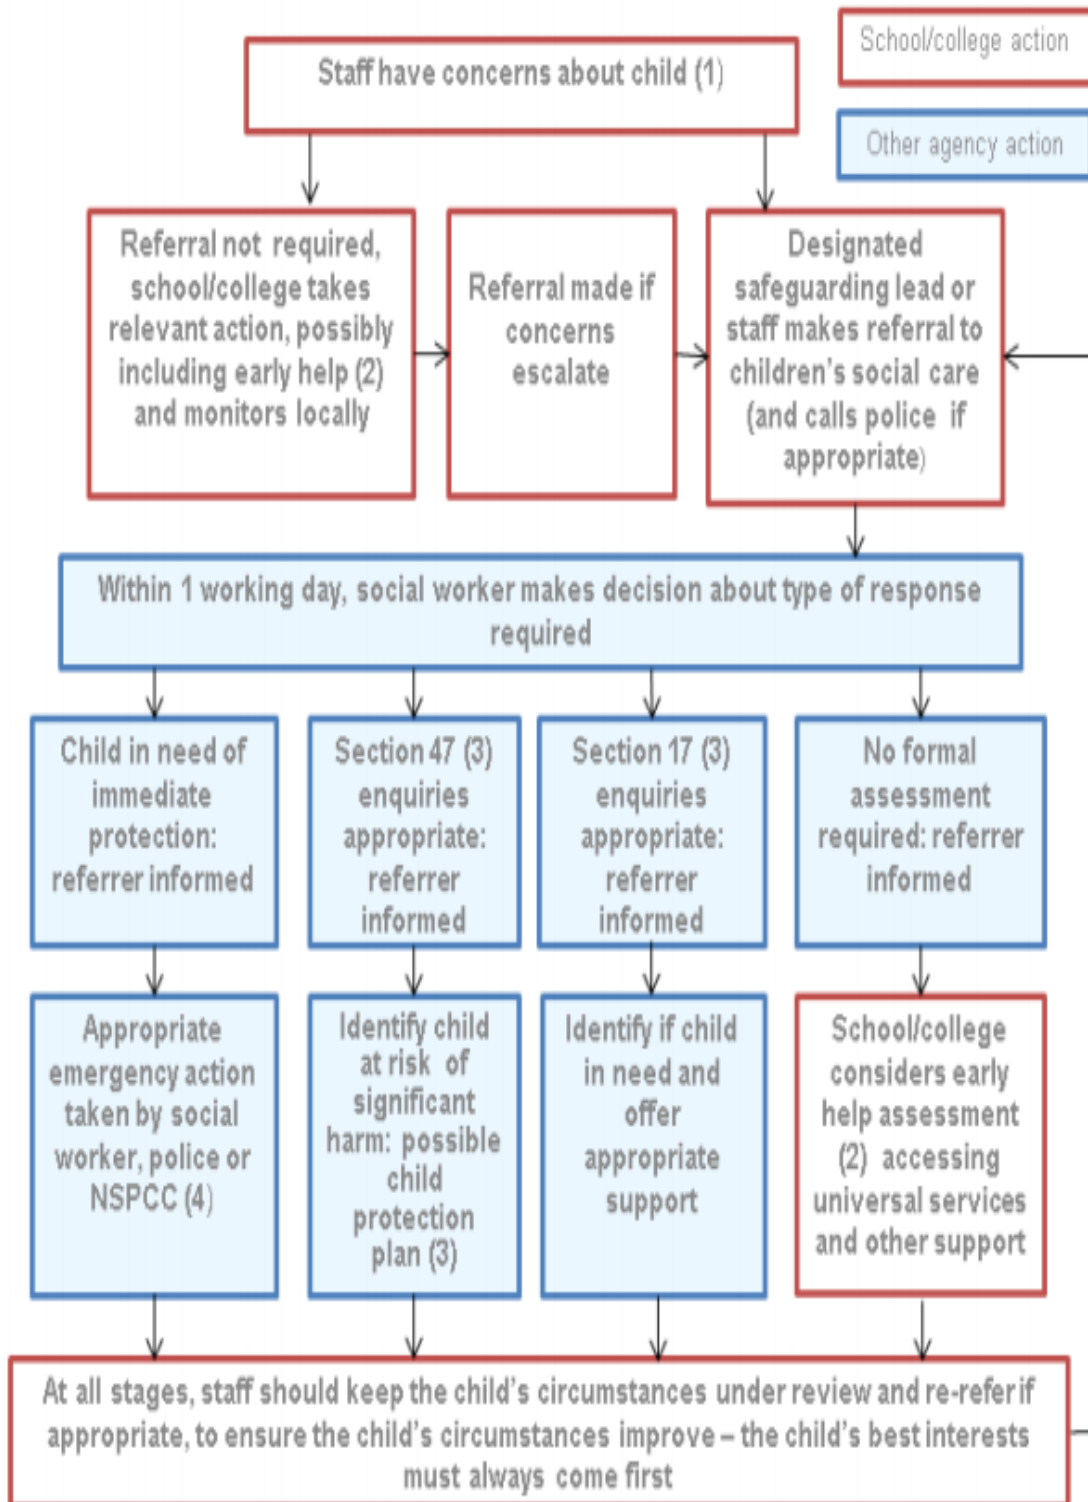 School/college action
Staff have concerns about child (1)
Other agency action
Referral not required,
school/college takes
relevant action, possibly
including early help (2)
and monitors locally
Referral made if
concerns
escalate
Designated
safeguarding lead or
staff makes referral to
children's social care
(and calls police if
appropriate)
Within 1 working day, social worker makes decision about type of response
required
Child in need of
immediate
protection:
referrer informed
Section 47 (3)
enquiries
appropriate:
referrer
informed
Section 17 (3)
enquiries
appropriate:
referrer
informed
No formal
assessment
required: referrer
informed
Appropriate
emergency action
taken by social
worker, police or
NSPCC (4)
Identify child
at risk of
significant
harm: possible
child
protection
plan (3)
Identify if child
in need and
offer
appropriate
support
School/college
considers early
help assessment
(2) accessing
universal services
and other support
At all stages, staff should keep the child's circumstances under review and re-refer if
appropriate, to ensure the child's circumstances improve – the child's best interests
must always come first